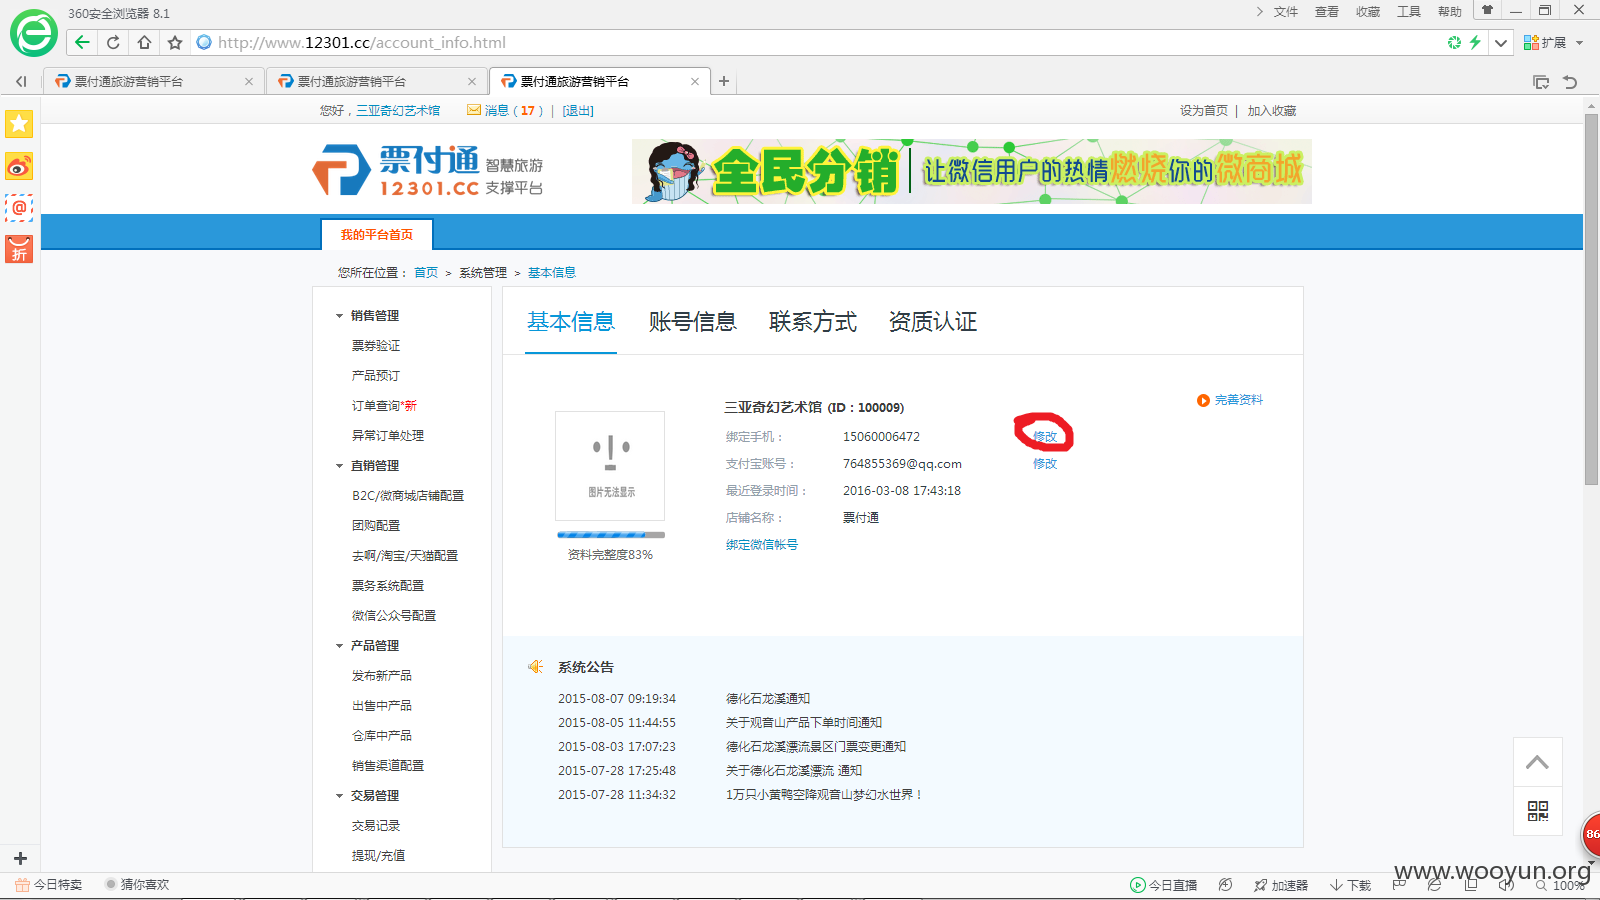 360安全浏览器 8.1
文件 查看 收藏 工具 帮助
http://www.12301.cc/account_info.html
扩展
票付通旅游营销平台
票付通旅游营销平台
票付通旅游营销平台
您好，三亚奇幻艺术馆 消息（17）| [退出]
设为首页 | 加入收藏
票付通 智慧旅游
12301.CC 支撑平台
全民分销 让微信用户的热情燃烧你的微商城
@
折
我的平台首页
您所在位置： 首页 > 系统管理 > 基本信息
销售管理
票券验证
产品预订
订单查询*新
异常订单处理
直销管理
B2C/微商城店铺配置
团购配置
去啊/淘宝/天猫配置
票务系统配置
微信公众号配置
产品管理
发布新产品
出售中产品
仓库中产品
销售渠道配置
交易管理
交易记录
提现/充值
基本信息 账号信息 联系方式 资质认证
图片无法显示
资料完整度83%
三亚奇幻艺术馆 (ID：100009)
完善资料
绑定手机： 15060006472 修改
支付宝账号： 764855369@qq.com 修改
最近登录时间： 2016-03-08 17:43:18
店铺名称： 票付通
绑定微信帐号
系统公告
2015-08-07 09:19:34 德化石龙溪通知
2015-08-05 11:44:55 关于观音山产品下单时间通知
2015-08-03 17:07:23 德化石龙溪漂流景区门票变更通知
2015-07-28 17:25:48 关于德化石龙溪漂流 通知
2015-07-28 11:34:32 1万只小黄鸭空降观音山梦幻水世界！
86
www.wooyun.org
今日特卖 猜你喜欢
今日直播 加速器 下载 100%